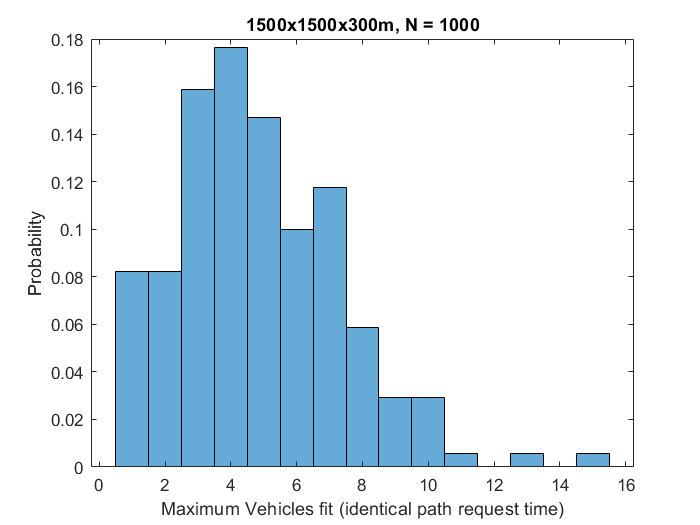 1500x1500x300m, N = 1000
Probability
0.18
0.16
0.14
0.12
0.1
0.08
0.06
0.04
0.02
0
0 2 4 6 8 10 12 14 16
Maximum Vehicles fit (identical path request time)